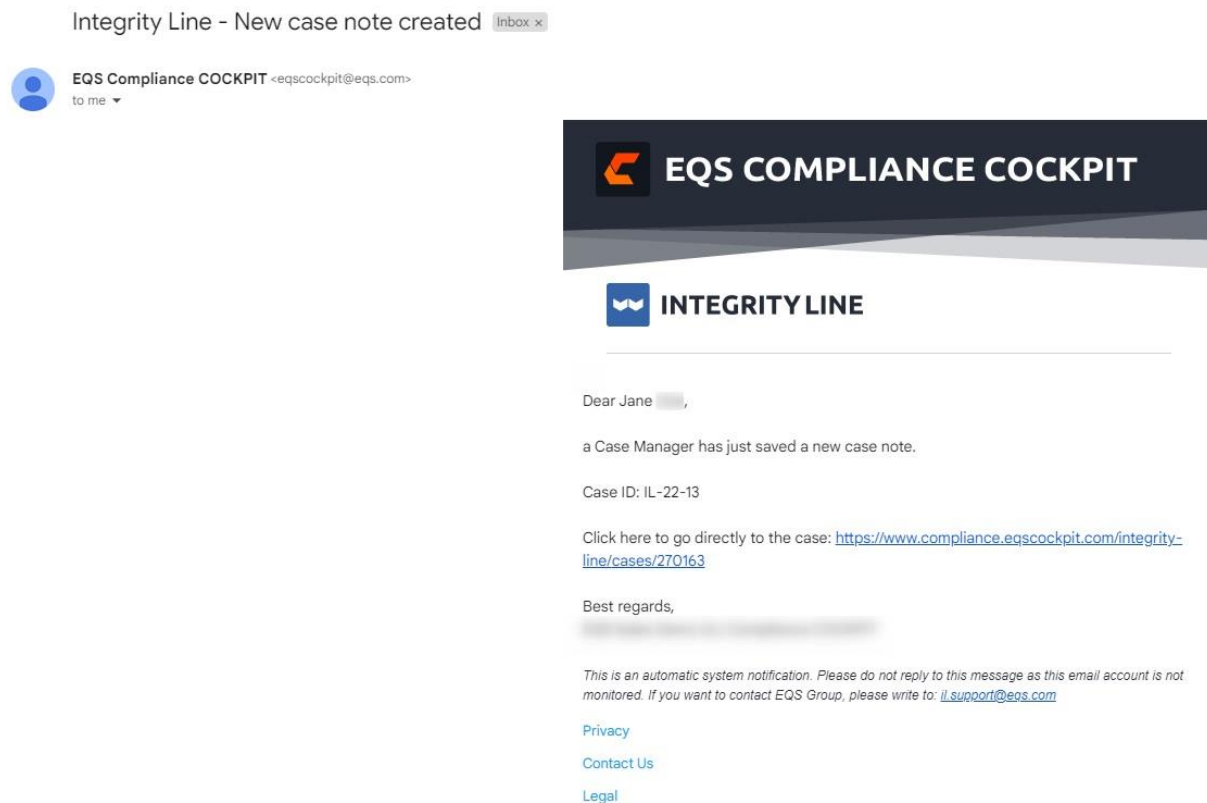 Integrity Line - New case note created Inbox ×
EQS Compliance COCKPIT <eqscockpit@eqs.com>
to me
EQS COMPLIANCE COCKPIT
INTEGRITY LINE
Dear Jane ,
a Case Manager has just saved a new case note.
Case ID: IL-22-13
Click here to go directly to the case: https://www.compliance.eqscockpit.com/integrity-
line/cases/270163
Best regards,
This is an automatic system notification. Please do not reply to this message as this email account is not
monitored. If you want to contact EQS Group, please write to: il.support@eqs.com
Privacy
Contact Us
Legal